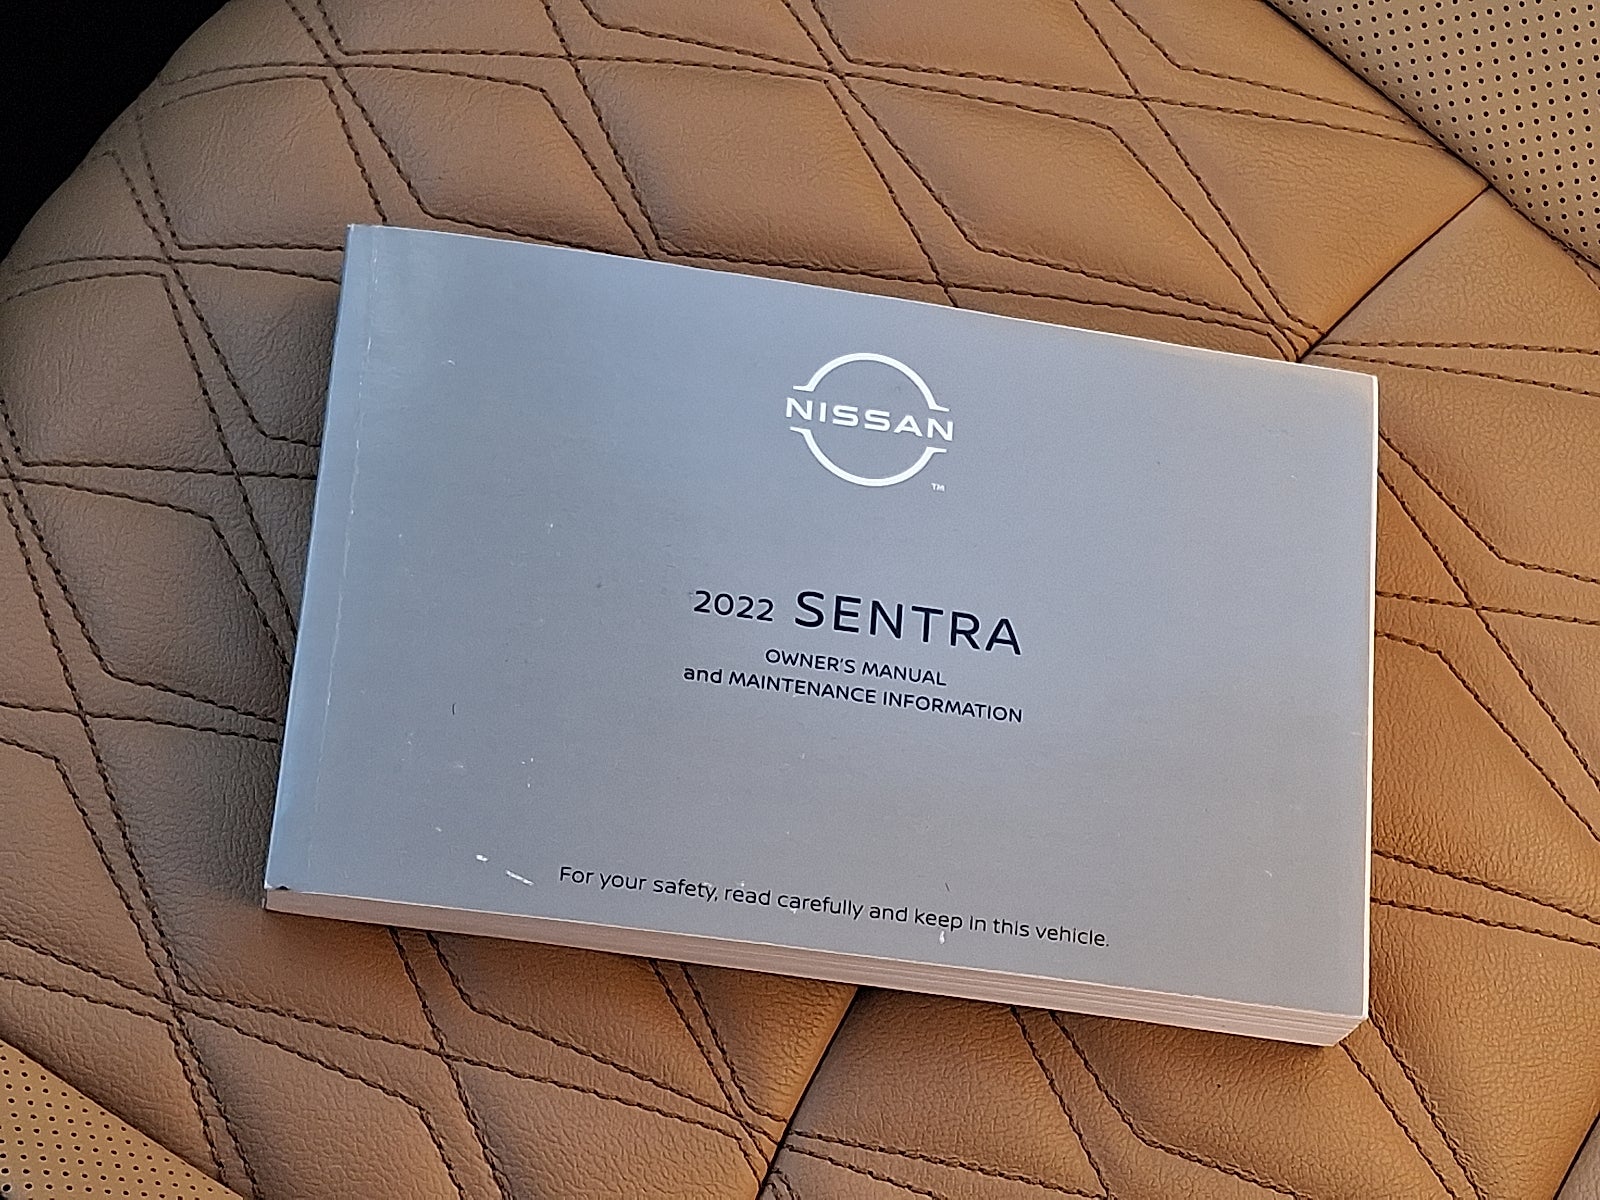 NISSAN
TM
2022 SENTRA
OWNER'S MANUAL
and MAINTENANCE INFORMATION
For your safety, read carefully and keep in this vehicle.